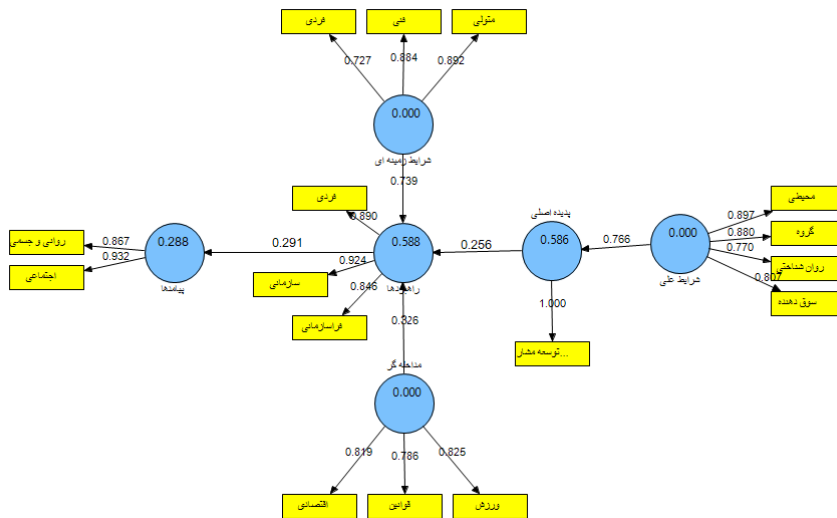 فردی
فنی
متولی
0.727
0.884
0.892
0.000
شرایط زمینه ای
0.739
فردی
0.890
پدیده اصلی
محیطی
0.897
گروه
0.880
روانی و جسمی
0.867
0.288
0.291
0.588
0.256
0.586
0.766
0.000
0.770
روان شناختی
اجتماعی
0.932
پیامدها
0.924
سازمانی
راهبردها
شرایط علی
0.807
سوق دهنده
0.846
فراسازمانی
0.326
1.000
توسعه مشار...
مداخله گر
0.000
0.819
0.786
0.825
اقتصادی
قوانین
ورزش